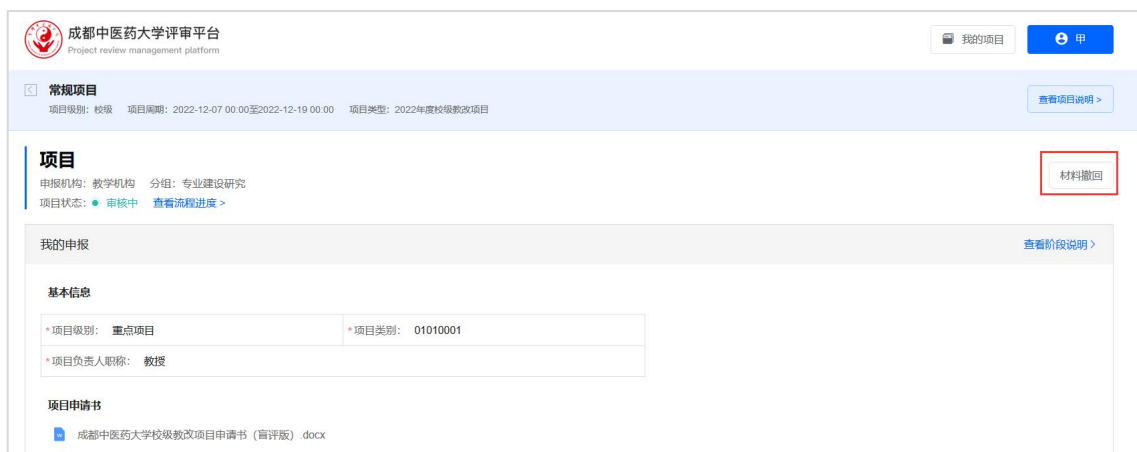 成都中医药大学评审平台
Project review management platform
我的项目
甲
常规项目
项目级别：校级 项目周期：2022-12-07 00:00至2022-12-19 00:00 项目类型：2022年度校级教改项目
查看项目说明 >
项目
申报机构：教学机构 分组：专业建设研究
材料撤回
项目状态：● 审核中 查看流程进度 >
我的申报
查看阶段说明 >
基本信息
*项目级别： 重点项目 *项目类别： 01010001
*项目负责人职称： 教授
项目申请书
成都中医药大学校级教改项目申请书（盲评版）.docx